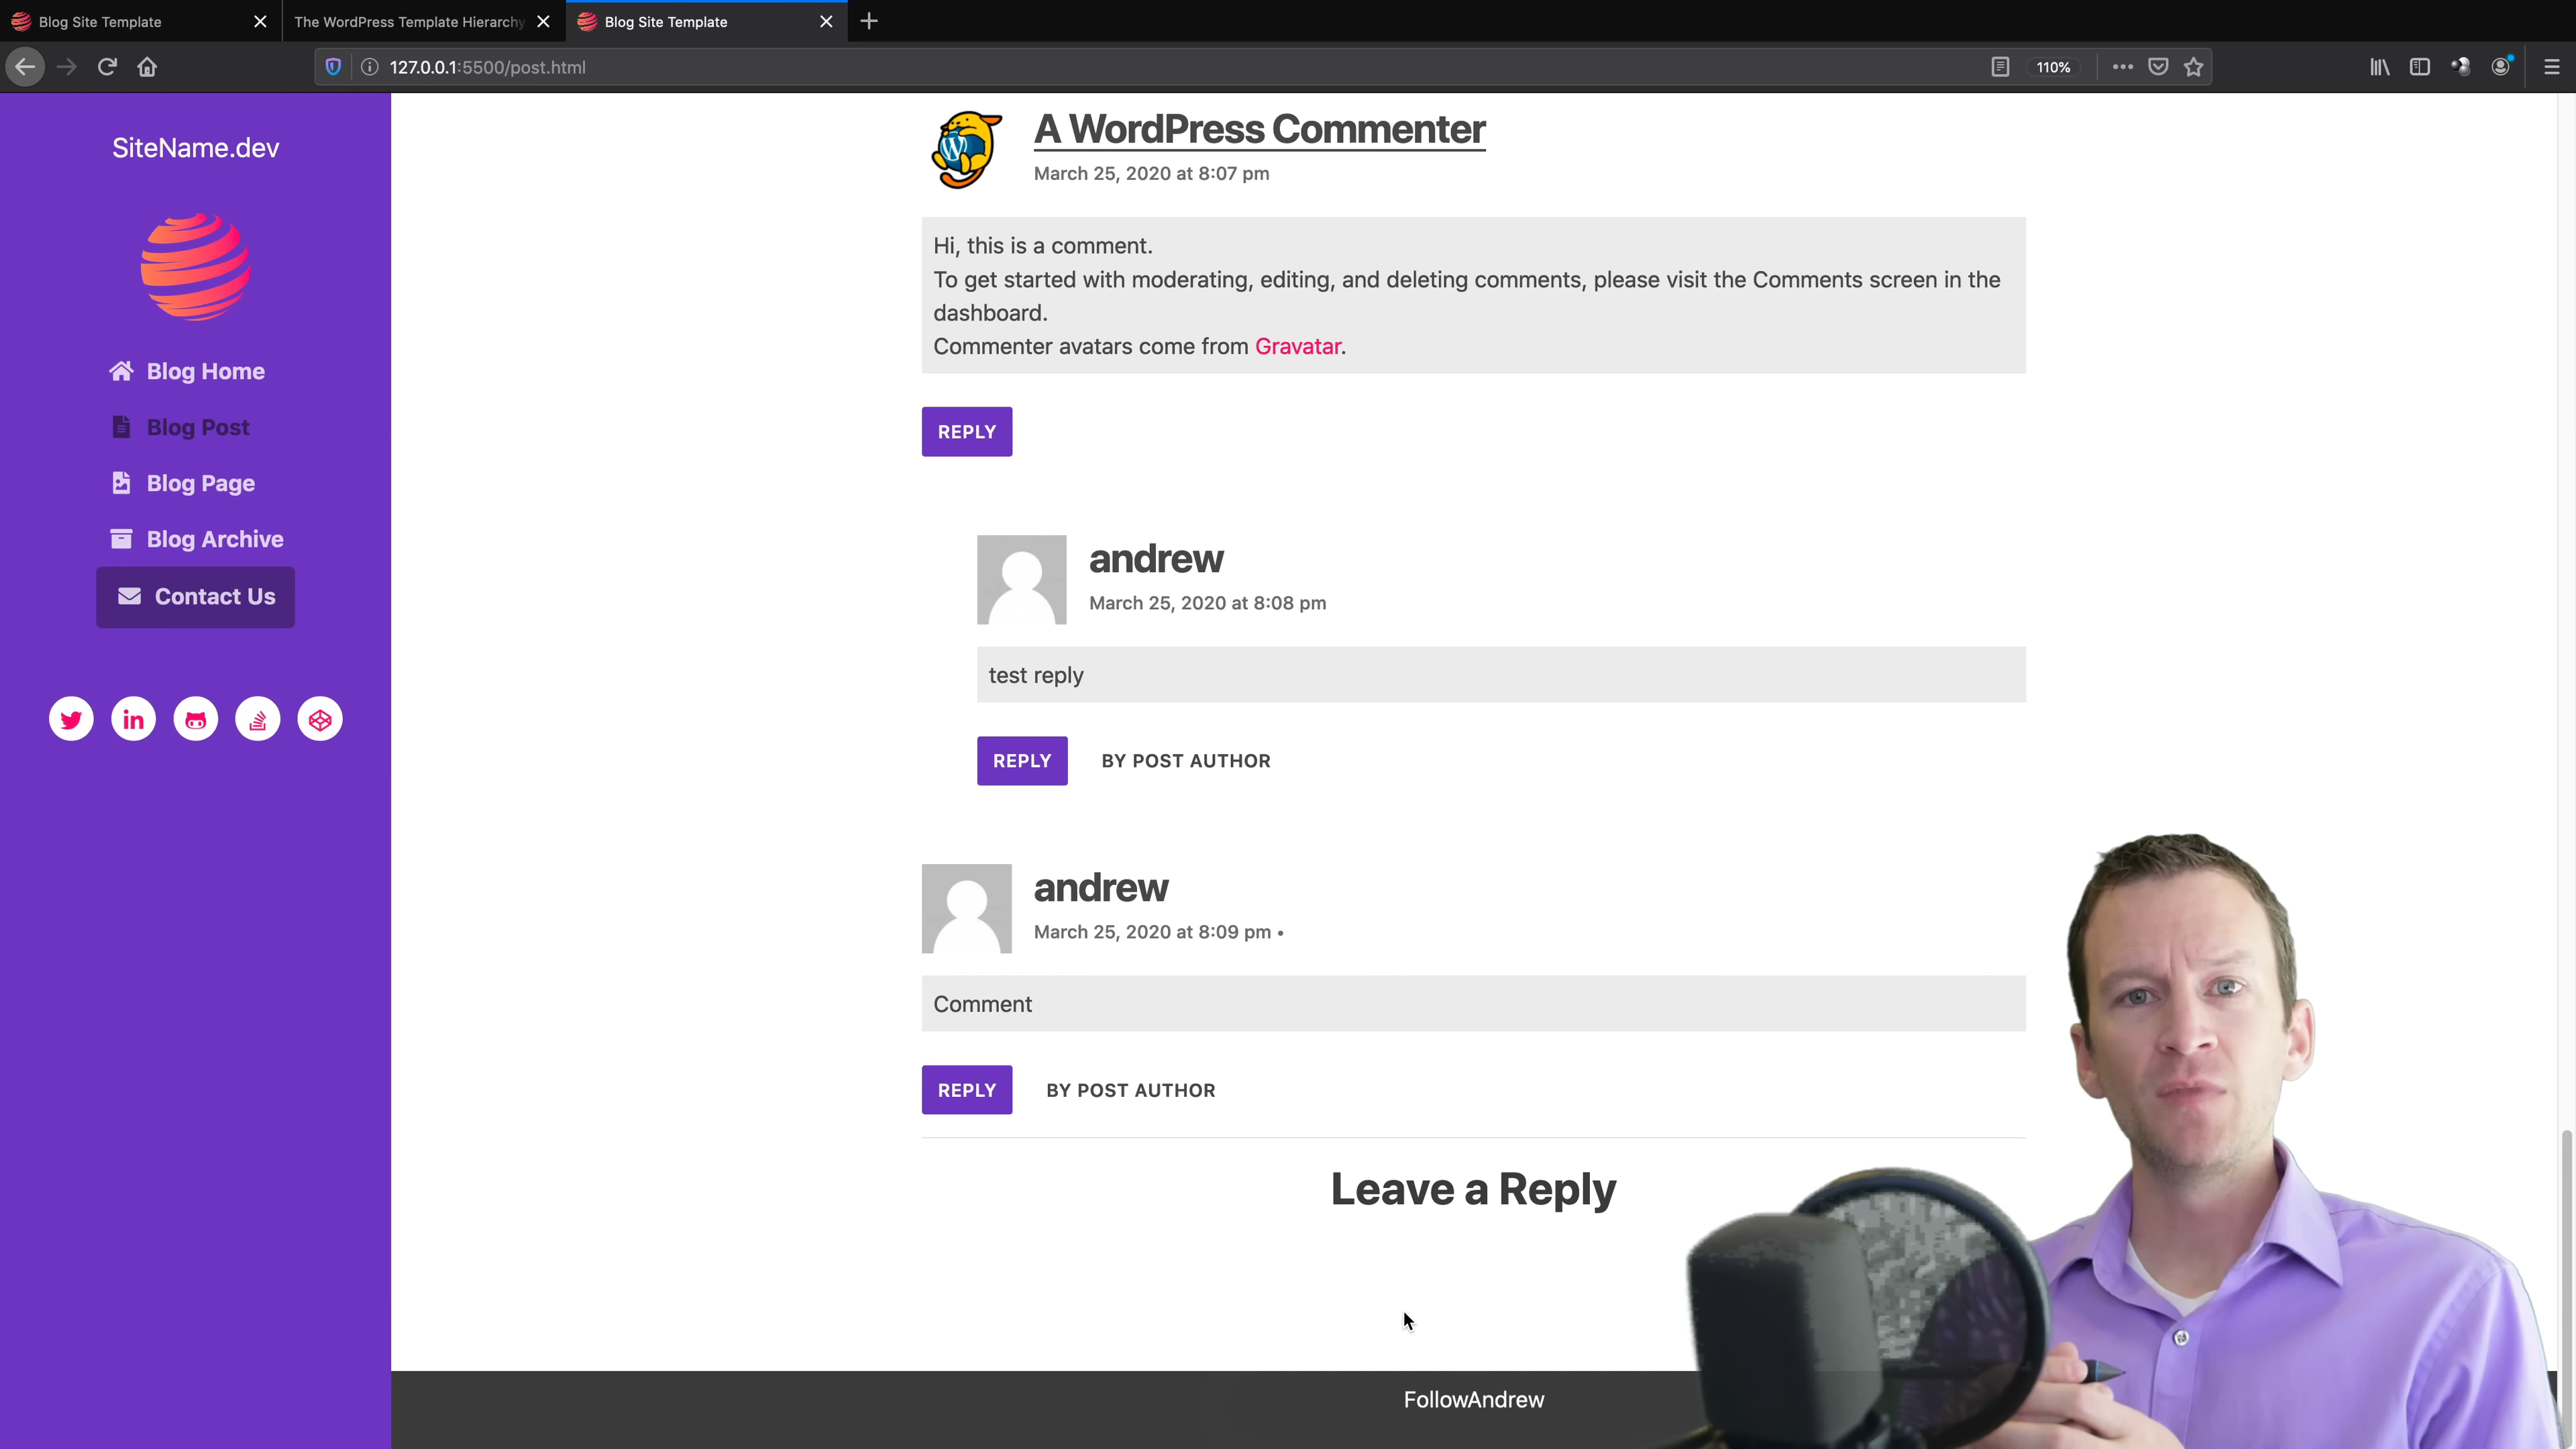 Blog Site Template
The WordPress Template Hierarchy
Blog Site Template
127.0.0.1:5500/post.html
110%
SiteName.dev
Blog Home
Blog Post
Blog Page
Blog Archive
Contact Us
in
W
A WordPress Commenter
March 25, 2020 at 8:07 pm
Hi, this is a comment.
To get started with moderating, editing, and deleting comments, please visit the Comments screen in the
dashboard.
Commenter avatars come from Gravatar.
REPLY
andrew
March 25, 2020 at 8:08 pm
test reply
REPLY BY POST AUTHOR
andrew
March 25, 2020 at 8:09 pm •
Comment
REPLY BY POST AUTHOR
Leave a Reply
FollowAndrew